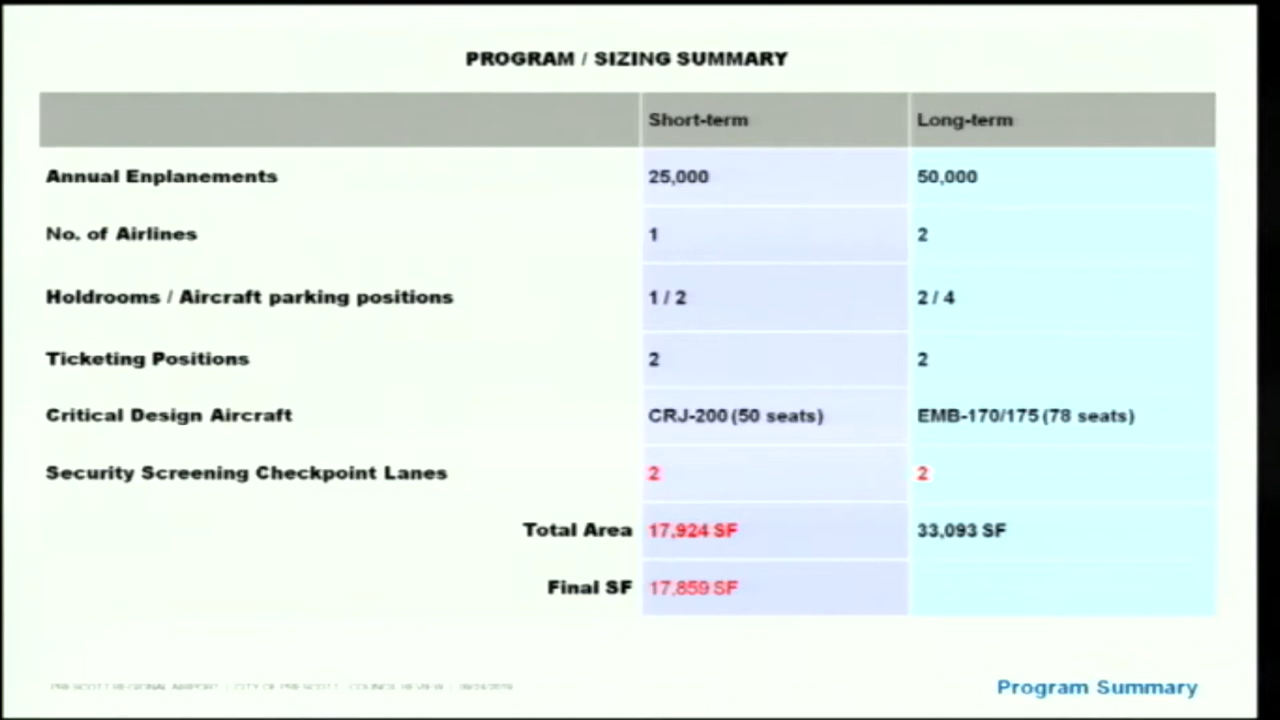 PROGRAM / SIZING SUMMARY
Short-term Long-term
Annual Enplanements 25,000 50,000
No. of Airlines 1 2
Holdrooms / Aircraft parking positions 1 / 2 2 / 4
Ticketing Positions 2 2
Critical Design Aircraft CRJ-200 (50 seats) EMB-170/175 (78 seats)
Security Screening Checkpoint Lanes 2 2
Total Area 17,924 SF 33,093 SF
Final SF 17,859 SF
Program Summary